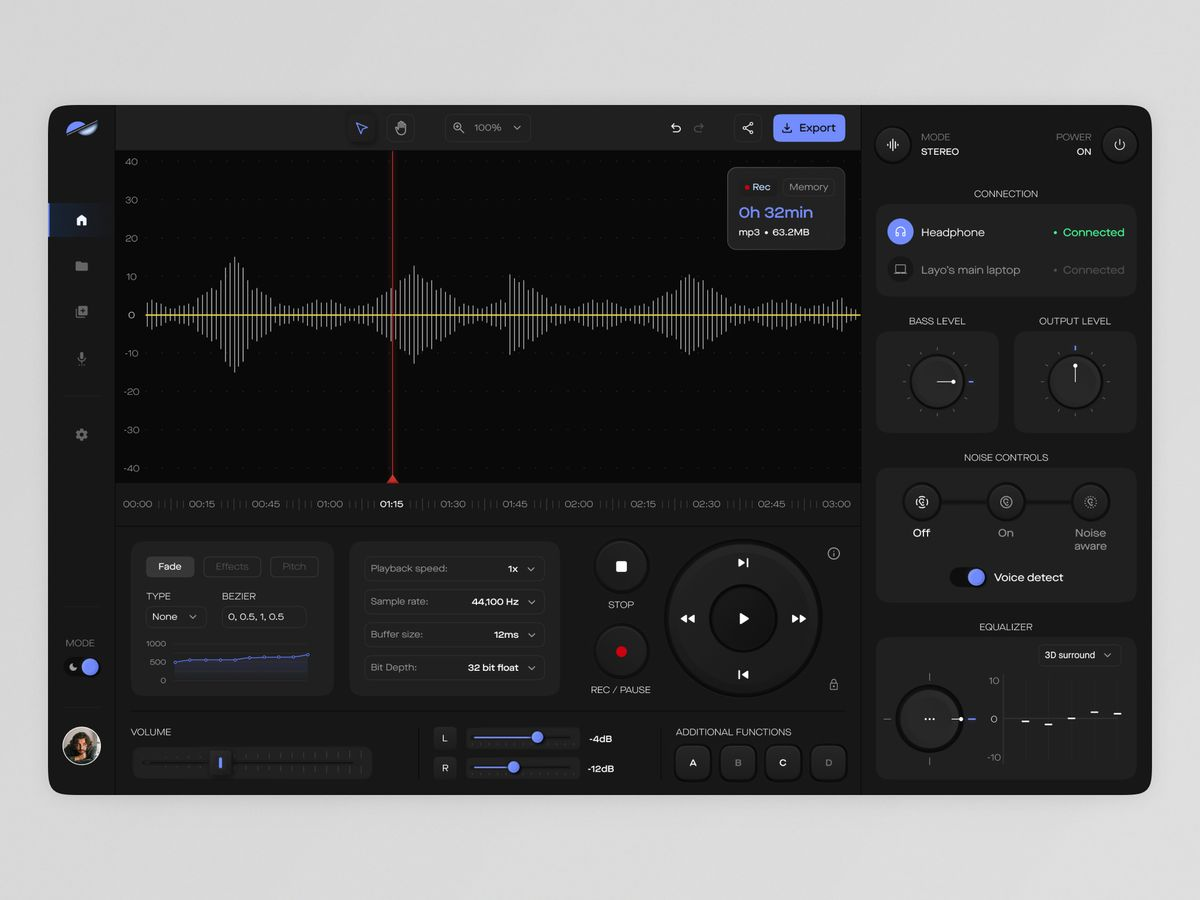 100%
Export
40
30
20
10
0
-10
-20
-30
-40
Rec Memory
0h 32min
mp3 • 63.2MB
00:00 00:15 00:45 01:00 01:15 01:30 01:45 02:00 02:15 02:30 02:45 03:00
MODE
Fade Effects Pitch
TYPE BEZIER
None 0, 0.5, 1, 0.5
1000
500
0
Playback speed: 1x
Sample rate: 44,100 Hz
Buffer size: 12ms
Bit Depth: 32 bit float
STOP
REC / PAUSE
VOLUME
L -4dB
R -12dB
ADDITIONAL FUNCTIONS
A B C D
MODE
STEREO
POWER
ON
CONNECTION
Headphone • Connected
Layo's main laptop • Connected
BASS LEVEL OUTPUT LEVEL
NOISE CONTROLS
Off On Noise
aware
Voice detect
EQUALIZER
3D surround
10
0
-10